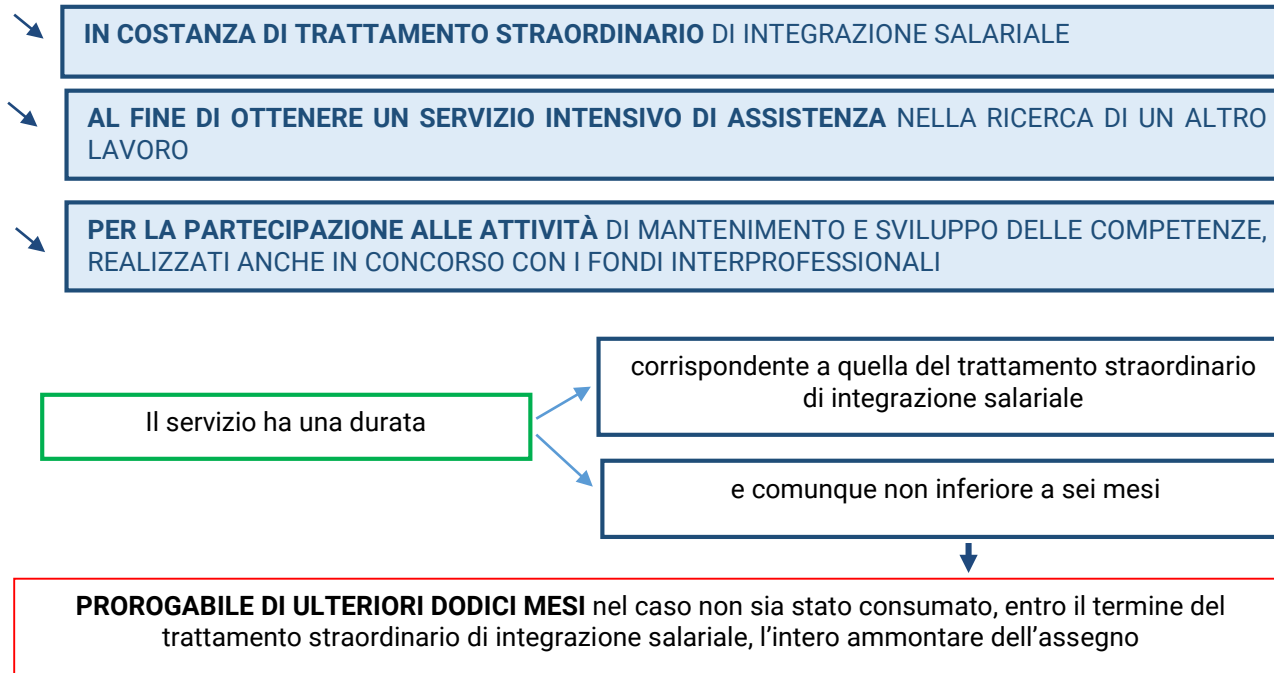 IN COSTANZA DI TRATTAMENTO STRAORDINARIO DI INTEGRAZIONE SALARIALE
AL FINE DI OTTENERE UN SERVIZIO INTENSIVO DI ASSISTENZA NELLA RICERCA DI UN ALTRO
LAVORO
PER LA PARTECIPAZIONE ALLE ATTIVITÀ DI MANTENIMENTO E SVILUPPO DELLE COMPETENZE,
REALIZZATI ANCHE IN CONCORSO CON I FONDI INTERPROFESSIONALI
Il servizio ha una durata
corrispondente a quella del trattamento straordinario
di integrazione salariale
e comunque non inferiore a sei mesi
PROROGABILE DI ULTERIORI DODICI MESI nel caso non sia stato consumato, entro il termine del
trattamento straordinario di integrazione salariale, l’intero ammontare dell’assegno